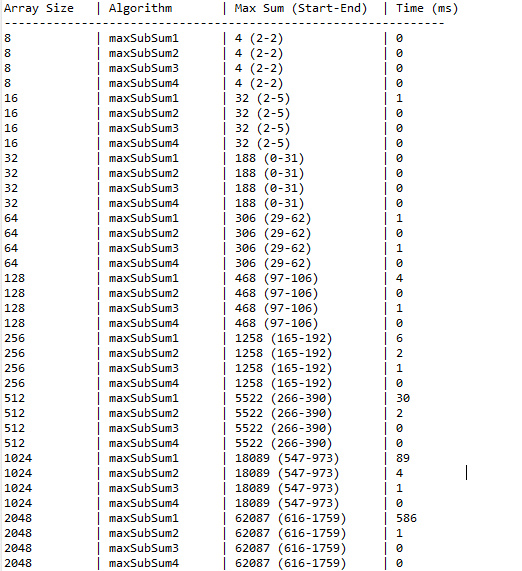 Array Size | Algorithm | Max Sum (Start-End) | Time (ms)
-----------------------------------------------------------
8 | maxSubSum1 | 4 (2-2) | 0
8 | maxSubSum2 | 4 (2-2) | 0
8 | maxSubSum3 | 4 (2-2) | 0
8 | maxSubSum4 | 4 (2-2) | 0
16 | maxSubSum1 | 32 (2-5) | 1
16 | maxSubSum2 | 32 (2-5) | 0
16 | maxSubSum3 | 32 (2-5) | 0
16 | maxSubSum4 | 32 (2-5) | 0
32 | maxSubSum1 | 188 (0-31) | 0
32 | maxSubSum2 | 188 (0-31) | 0
32 | maxSubSum3 | 188 (0-31) | 0
32 | maxSubSum4 | 188 (0-31) | 0
64 | maxSubSum1 | 306 (29-62) | 1
64 | maxSubSum2 | 306 (29-62) | 0
64 | maxSubSum3 | 306 (29-62) | 1
64 | maxSubSum4 | 306 (29-62) | 0
128 | maxSubSum1 | 468 (97-106) | 4
128 | maxSubSum2 | 468 (97-106) | 0
128 | maxSubSum3 | 468 (97-106) | 1
128 | maxSubSum4 | 468 (97-106) | 0
256 | maxSubSum1 | 1258 (165-192) | 6
256 | maxSubSum2 | 1258 (165-192) | 2
256 | maxSubSum3 | 1258 (165-192) | 1
256 | maxSubSum4 | 1258 (165-192) | 0
512 | maxSubSum1 | 5522 (266-390) | 30
512 | maxSubSum2 | 5522 (266-390) | 2
512 | maxSubSum3 | 5522 (266-390) | 0
512 | maxSubSum4 | 5522 (266-390) | 0
1024 | maxSubSum1 | 18089 (547-973) | 89
1024 | maxSubSum2 | 18089 (547-973) | 4
1024 | maxSubSum3 | 18089 (547-973) | 1
1024 | maxSubSum4 | 18089 (547-973) | 0
2048 | maxSubSum1 | 62087 (616-1759) | 586
2048 | maxSubSum2 | 62087 (616-1759) | 1
2048 | maxSubSum3 | 62087 (616-1759) | 0
2048 | maxSubSum4 | 62087 (616-1759) | 0